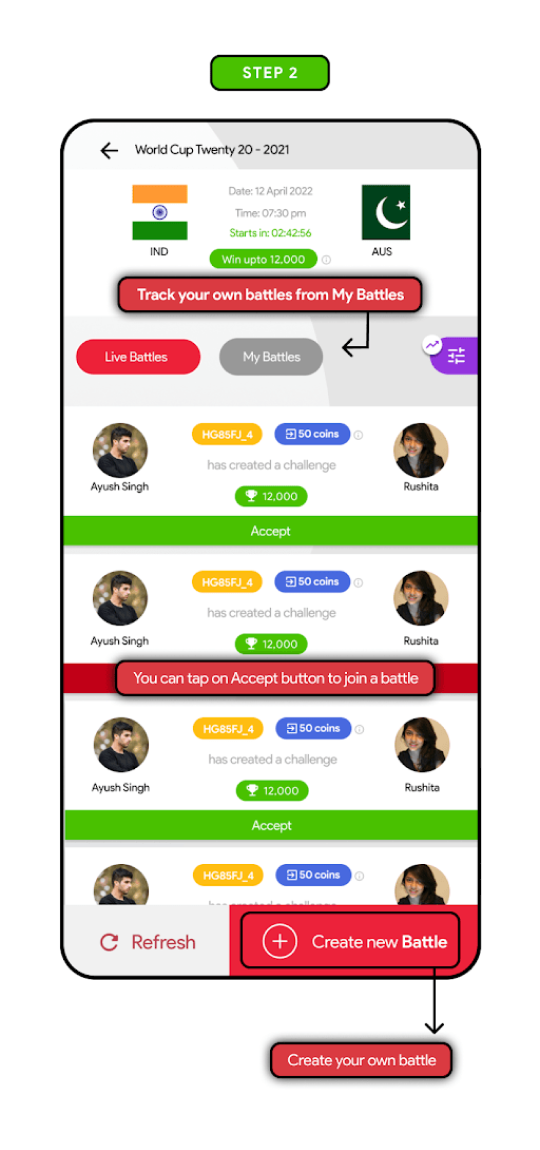 STEP 2
World Cup Twenty 20 - 2021
Date: 12 April 2022
Time: 07:30 pm
Starts in: 02:42:56
IND
AUS
Win upto 12,000
Track your own battles from My Battles
Live Battles
My Battles
HG85FJ_4
50 coins
has created a challenge
Ayush Singh
Rushita
12,000
Accept
HG85FJ_4
50 coins
has created a challenge
Ayush Singh
Rushita
12,000
You can tap on Accept button to join a battle
HG85FJ_4
50 coins
has created a challenge
Ayush Singh
Rushita
12,000
Accept
HG85FJ_4
50 coins
Refresh
Create new Battle
Create your own battle